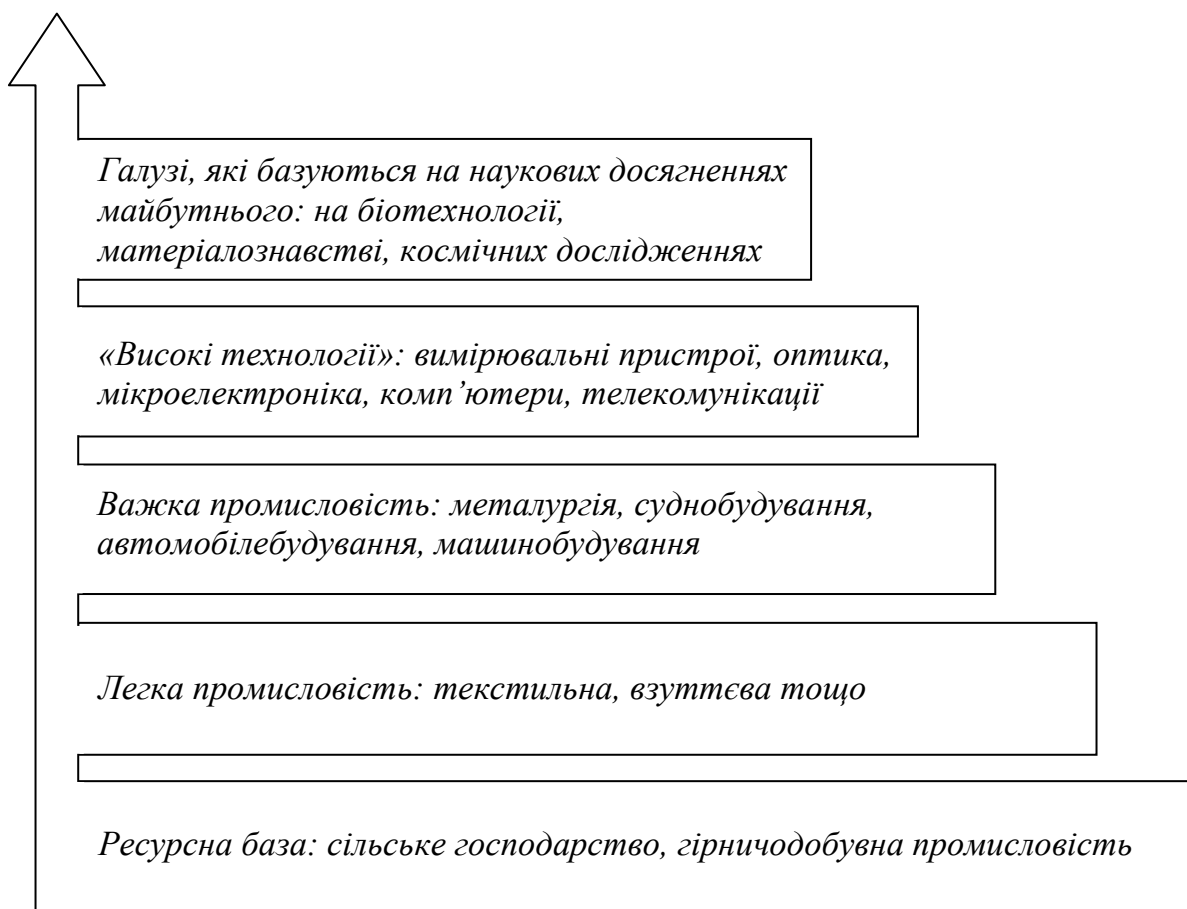 Галузі, які базуються на наукових досягненнях
майбутнього: на біотехнології,
матеріалознавстві, космічних дослідженнях
«Високі технології»: вимірювальні пристрої, оптика,
мікроелектроніка, комп’ютери, телекомунікації
Важка промисловість: металургія, суднобудування,
автомобілебудування, машинобудування
Легка промисловість: текстильна, взуттєва тощо
Ресурсна база: сільське господарство, гірничодобувна промисловість